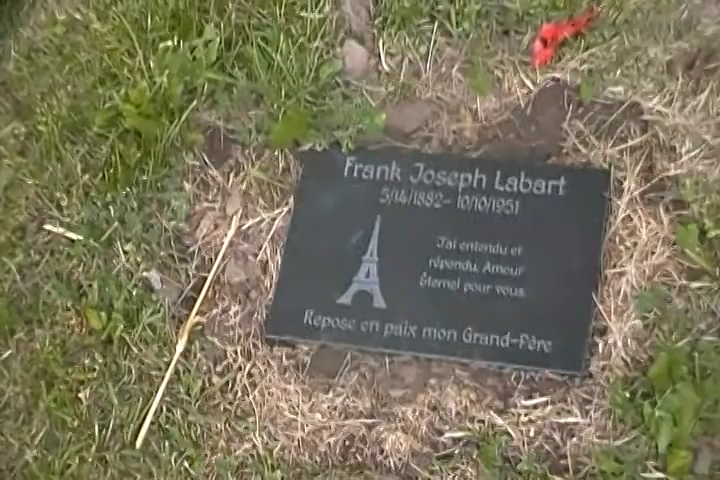 Frank Joseph Labart
5/14/1882- 10/10/1951
J'ai entendu et
répondu, Amour
Éternel pour vous
Repose en paix mon Grand-Père